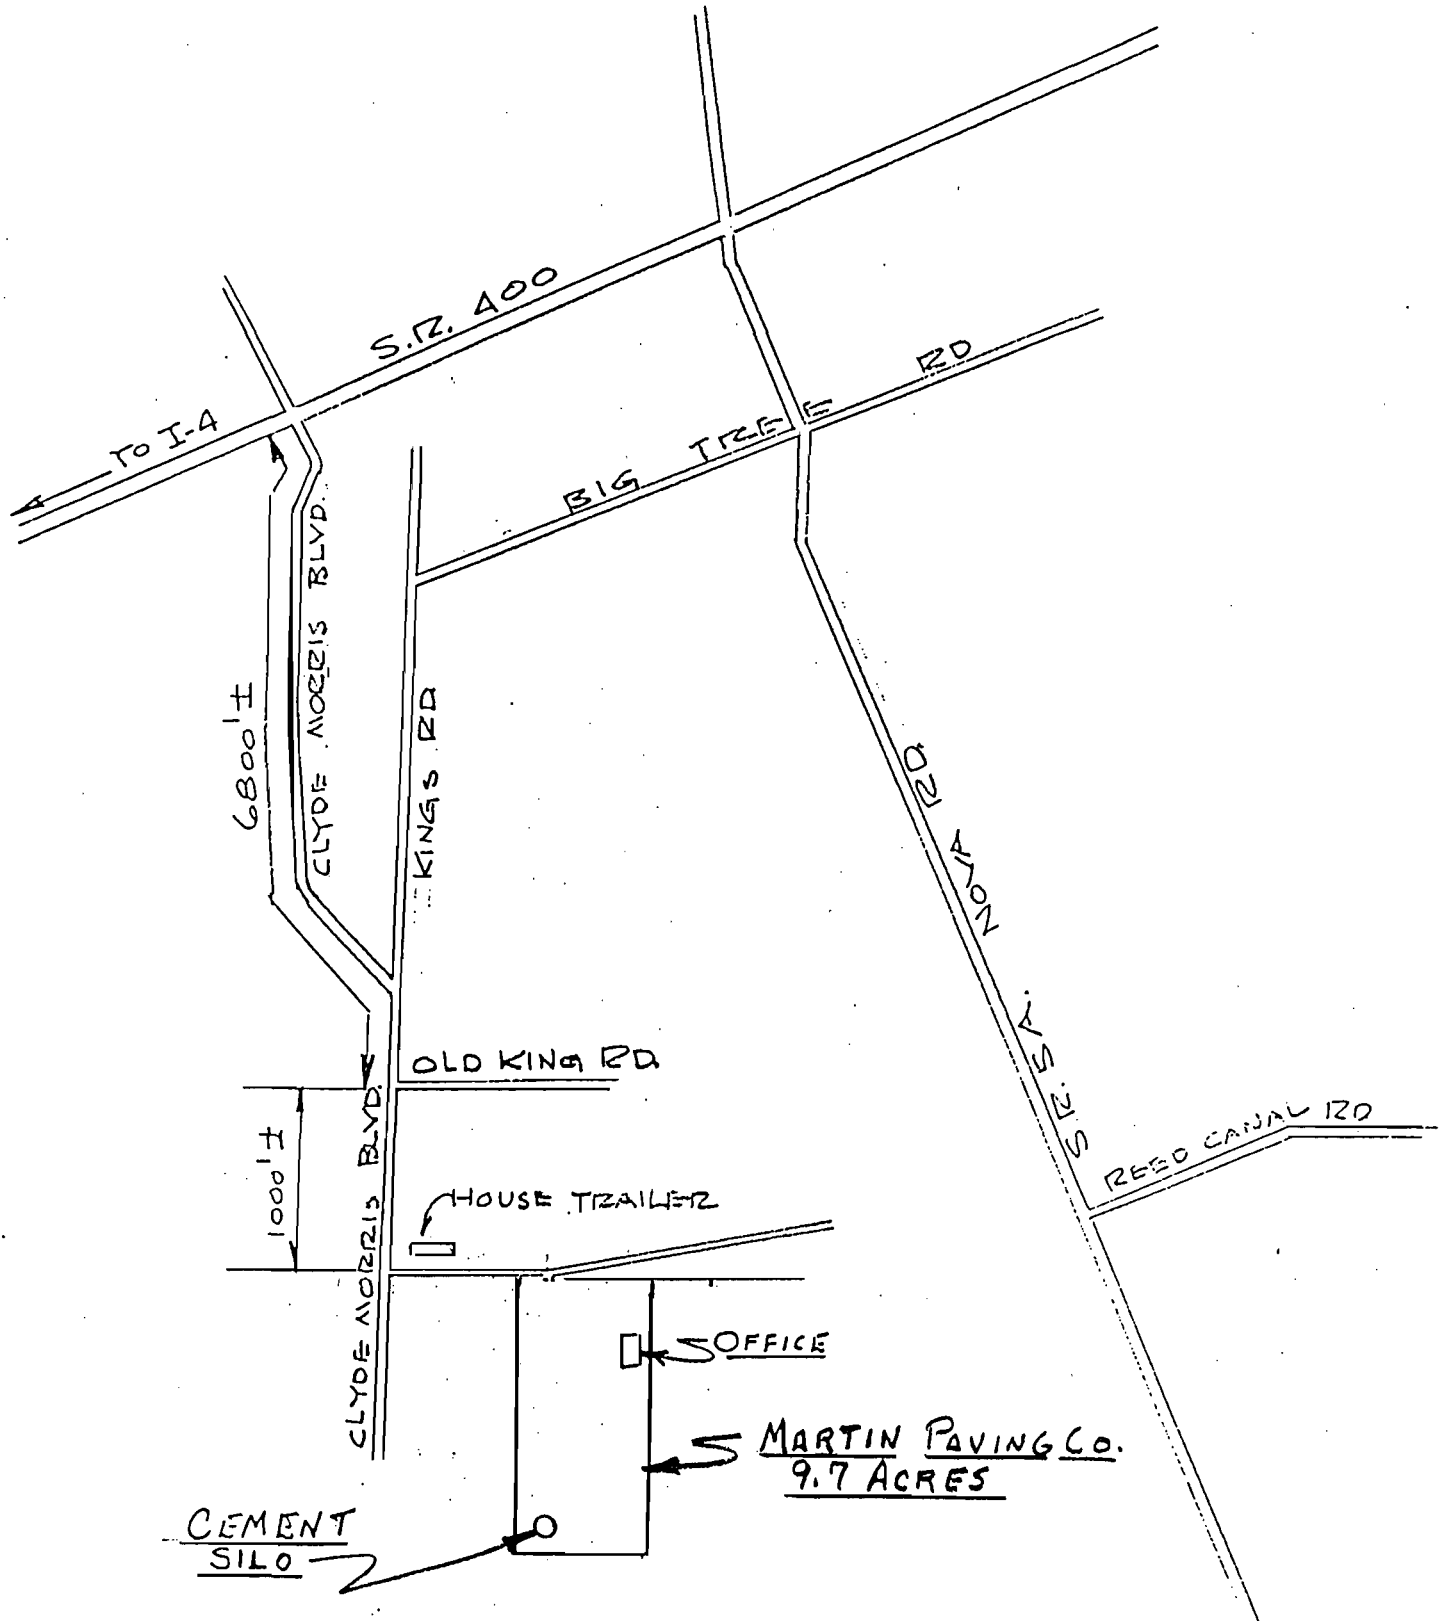 S.R. 400
TO I-4
BIG TREE RD
CLYDE MORRIS BLVD.
6800'±
KINGS RD
NOVA RD
S.R. 5A.
OLD KING RD.
REED CANAL RD
1000'±
CLYDE MORRIS BLVD.
HOUSE TRAILER
OFFICE
MARTIN PAVING CO.
9.7 ACRES
CEMENT
SILO